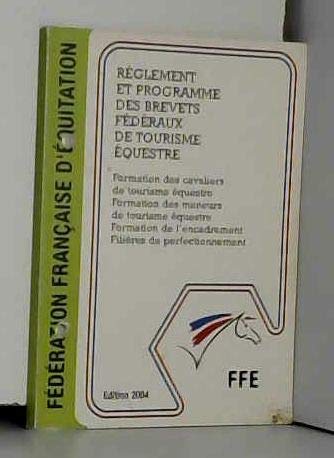 FÉDÉRATION FRANÇAISE D'ÉQUITATION
RÉGLEMENT
ET PROGRAMME
DES BREVETS
FÉDÉRAUX
DE TOURISME
ÉQUESTRE
Formation des cavaliers
de tourisme équestre
Formation des meneurs
de tourisme équestre
Formation de l'encadrement
Filières de perfectionnement
FFE
Edition 2004